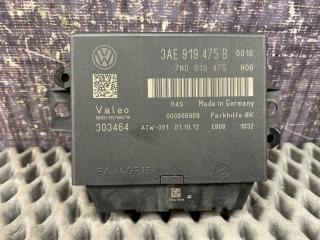 3AE 919 475 B 0016
7N0 919 475 H06
Valeo
04S Made in Germany
000006909 Parkhilfe 8K
303464 ATW-001 01.10.12 EB08 1032